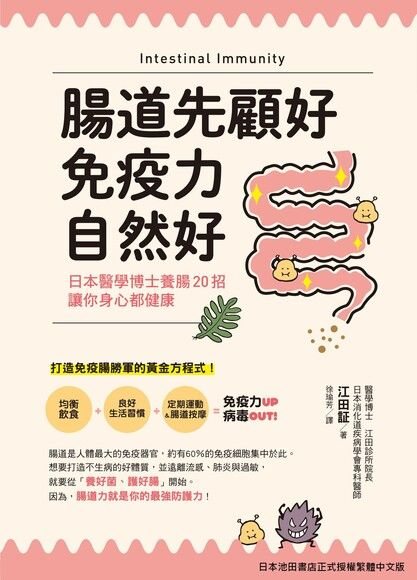 Intestinal Immunity
腸道先顧好
免疫力
自然好
日本醫學博士養腸20招
讓你身心都健康
打造免疫腸勝軍的黃金方程式！
均衡
飲食
+
良好
生活習慣
+
定期運動
&腸道按摩
=
免疫力UP
病毒OUT!
腸道是人體最大的免疫器官，約有60%的免疫細胞集中於此。
想要打造不生病的好體質，並遠離流感、肺炎與過敏，
就要從「養好菌、護好腸」開始。
因為，腸道力就是你的最強防護力！
醫學博士 江田診所院長
日本消化道疾病學會專科醫師
江田証 著
徐瑜芳 譯
日本池田書店正式授權繁體中文版